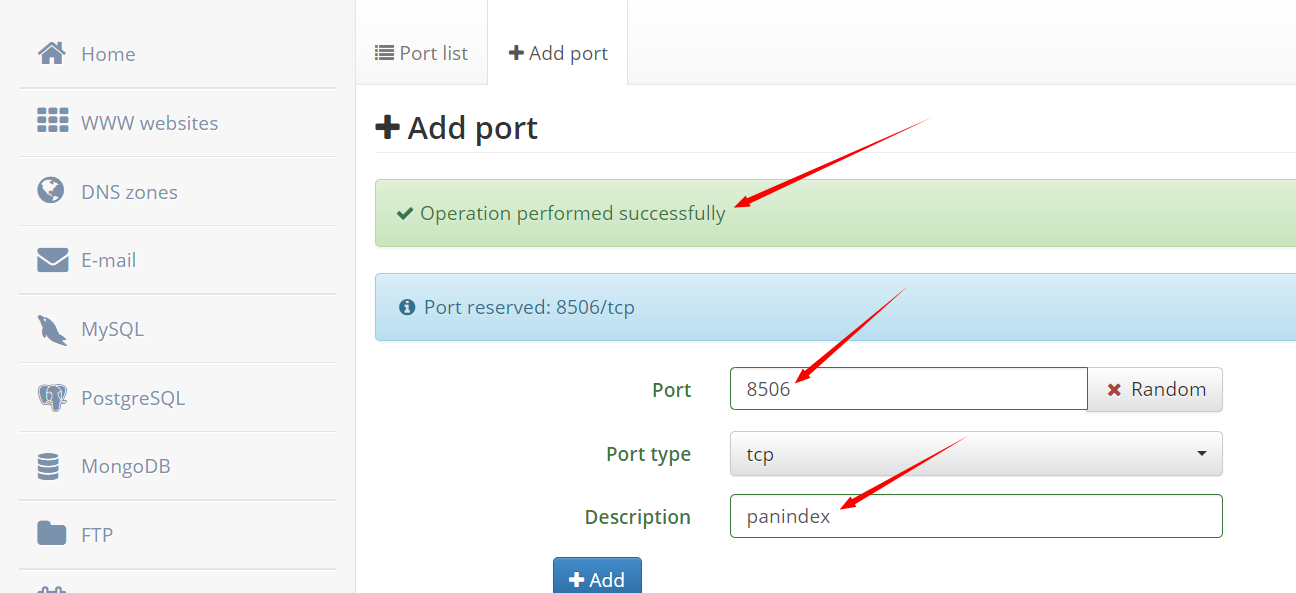 Home
WWW websites
DNS zones
E-mail
MySQL
PostgreSQL
MongoDB
FTP
Port list
Add port
Add port
Operation performed successfully
Port reserved: 8506/tcp
Port 8506 Random
Port type tcp
Description panindex
Add